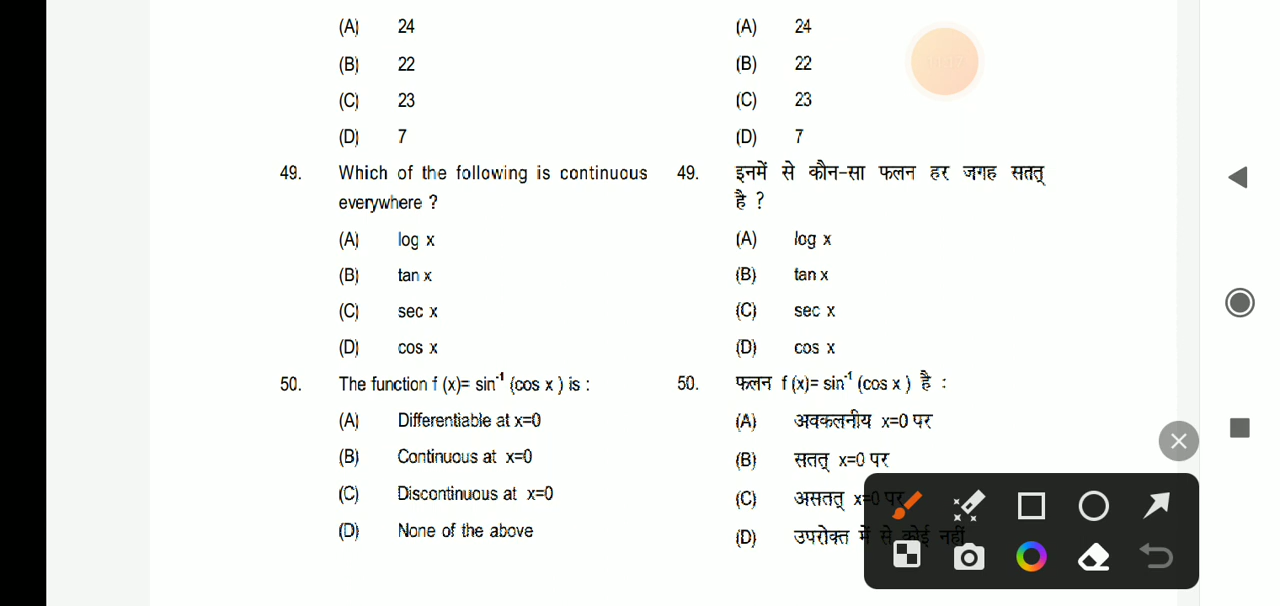 (A) 24
(B) 22
(C) 23
(D) 7
49. Which of the following is continuous
everywhere ?
(A) log x
(B) tan x
(C) sec x
(D) cos x
50. The function f (x)= sin⁻¹ (cos x ) is :
(A) Differentiable at x=0
(B) Continuous at x=0
(C) Discontinuous at x=0
(D) None of the above
(A) 24
(B) 22
(C) 23
(D) 7
49. इनमें से कौन-सा फलन हर जगह सतत्
है ?
(A) log x
(B) tan x
(C) sec x
(D) cos x
50. फलन f (x)= sin⁻¹ (cos x ) है :
(A) अवकलनीय x=0 पर
(B) सतत् x=0 पर
(C) असतत् x=0 पर
(D) उपरोक्त में से कोई नहीं